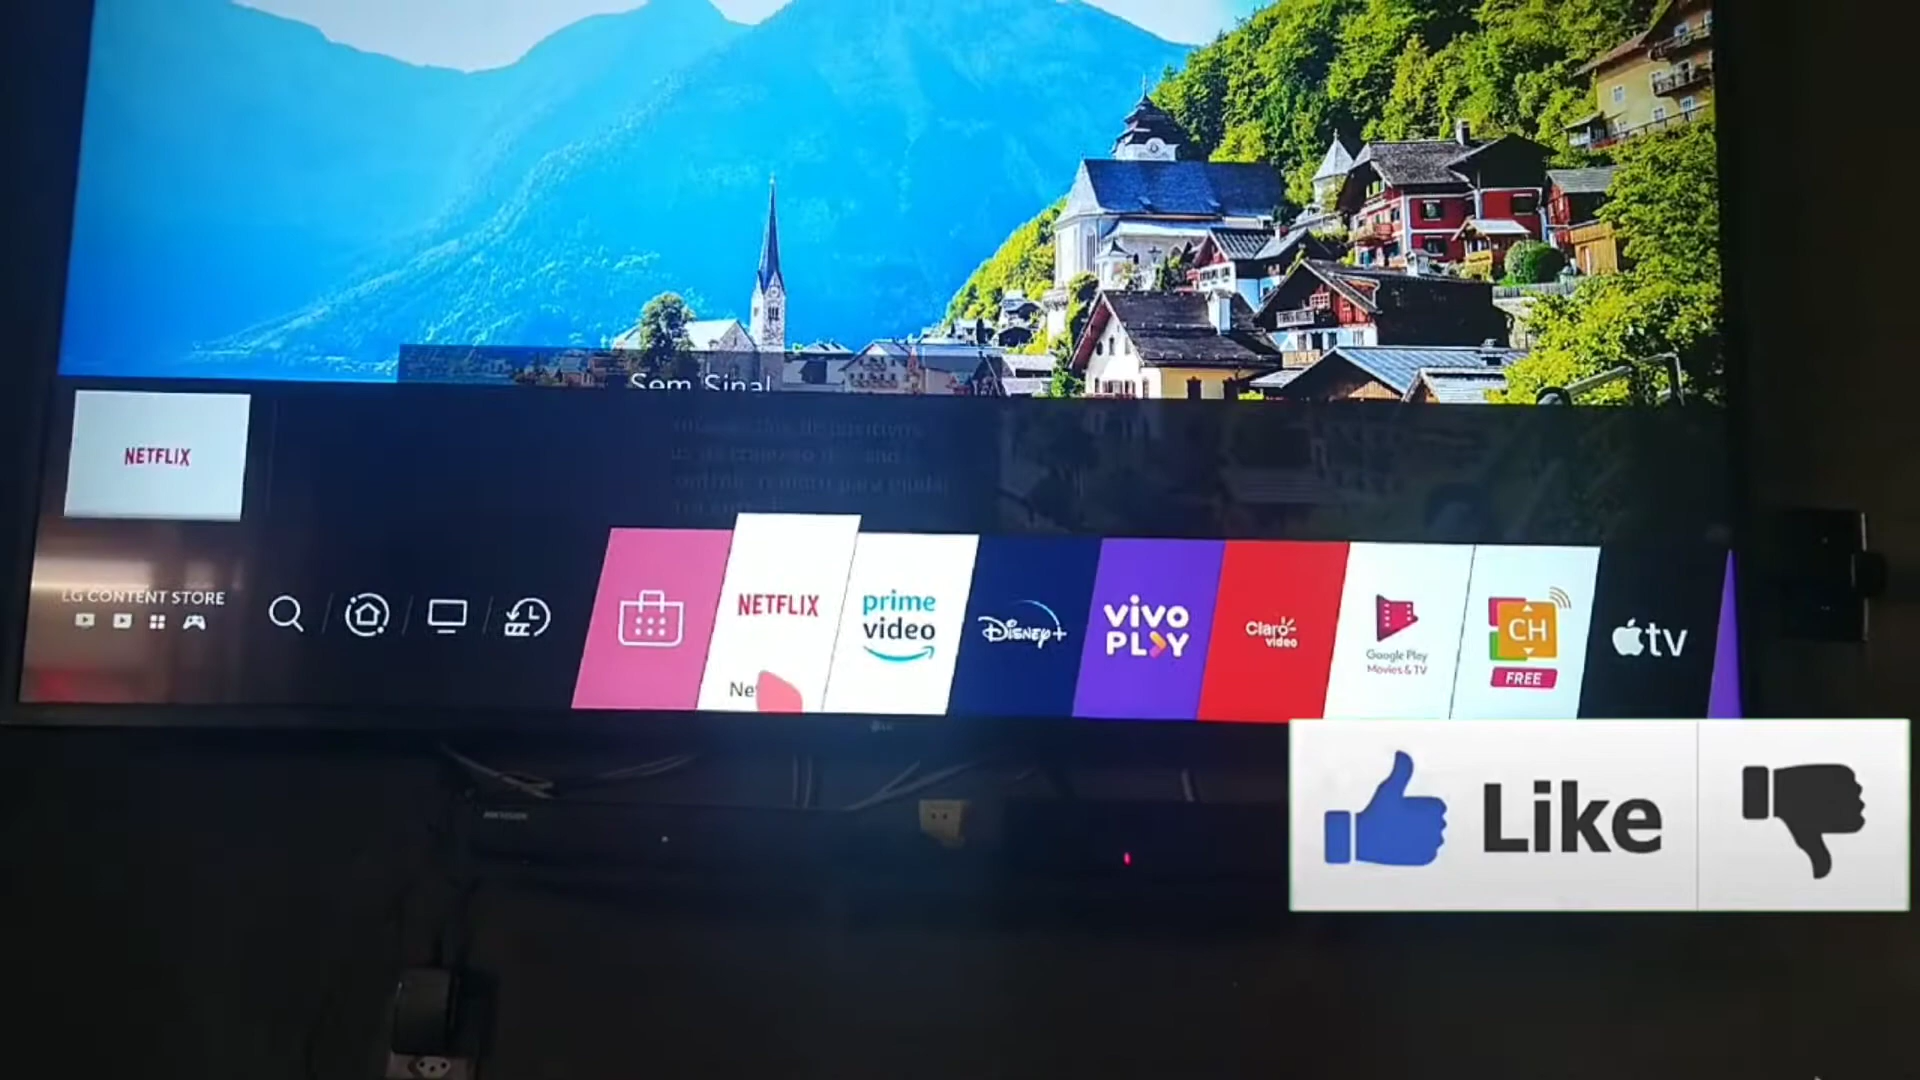 Sem Sinal
NETFLIX
LG CONTENT STORE
NETFLIX
Ne
prime
video
Disney+
vivo
PLAY
Claro
video
Google Play
Movies & TV
CH
FREE
tv
LG
HIKVISION
Like